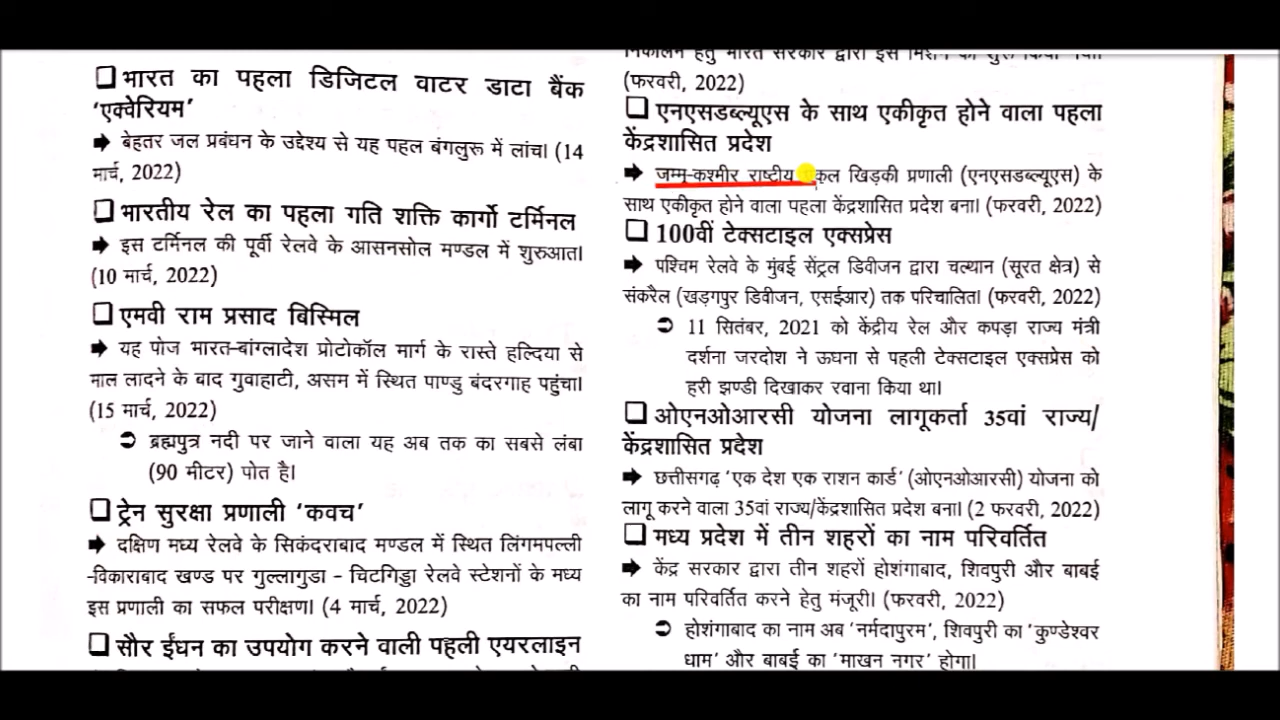 ❑ भारत का पहला डिजिटल वाटर डाटा बैंक
'एक्वेरियम'
➡ बेहतर जल प्रबंधन के उद्देश्य से यह पहल बंगलुरू में लांच। (14
मार्च, 2022)
❑ भारतीय रेल का पहला गति शक्ति कार्गो टर्मिनल
➡ इस टर्मिनल की पूर्वी रेलवे के आसनसोल मण्डल में शुरुआत।
(10 मार्च, 2022)
❑ एमवी राम प्रसाद बिस्मिल
➡ यह पोज भारत-बांग्लादेश प्रोटोकॉल मार्ग के रास्ते हल्दिया से
माल लादने के बाद गुवाहाटी, असम में स्थित पाण्डु बंदरगाह पहुंचा।
(15 मार्च, 2022)
➲ ब्रह्मपुत्र नदी पर जाने वाला यह अब तक का सबसे लंबा
(90 मीटर) पोत है।
❑ ट्रेन सुरक्षा प्रणाली 'कवच'
➡ दक्षिण मध्य रेलवे के सिकंदराबाद मण्डल में स्थित लिंगमपल्ली
-विकाराबाद खण्ड पर गुल्लागुडा - चिटगिड्डा रेलवे स्टेशनों के मध्य
इस प्रणाली का सफल परीक्षण। (4 मार्च, 2022)
❑ सौर ईंधन का उपयोग करने वाली पहली एयरलाइन
निकालने हेतु भारत सरकार द्वारा इस मिशन को शुरू किया गया।
(फरवरी, 2022)
❑ एनएसडब्ल्यूएस के साथ एकीकृत होने वाला पहला
केंद्रशासित प्रदेश
➡ जम्मू-कश्मीर राष्टीय खिड़की प्रणाली (एनएसडब्ल्यूएस) के
साथ एकीकृत होने वाला पहला केंद्रशासित प्रदेश बना। (फरवरी, 2022)
❑ 100वीं टेक्सटाइल एक्सप्रेस
➡ पश्चिम रेलवे के मुंबई सेंट्रल डिवीजन द्वारा चल्थान (सूरत क्षेत्र) से
संकरैल (खड़गपुर डिवीजन, एसईआर) तक परिचालित। (फरवरी, 2022)
➲ 11 सितंबर, 2021 को केंद्रीय रेल और कपड़ा राज्य मंत्री
दर्शना जरदोश ने ऊघना से पहली टेक्सटाइल एक्सप्रेस को
हरी झण्डी दिखाकर रवाना किया था।
❑ ओएनओआरसी योजना लागूकर्ता 35वां राज्य/
केंद्रशासित प्रदेश
➡ छत्तीसगढ़ 'एक देश एक राशन कार्ड' (ओएनओआरसी) योजना को
लागू करने वाला 35वां राज्य/केंद्रशासित प्रदेश बना। (2 फरवरी, 2022)
❑ मध्य प्रदेश में तीन शहरों का नाम परिवर्तित
➡ केंद्र सरकार द्वारा तीन शहरों होशंगाबाद, शिवपुरी और बाबई
का नाम परिवर्तित करने हेतु मंजूरी। (फरवरी, 2022)
➲ होशंगाबाद का नाम अब 'नर्मदापुरम', शिवपुरी का 'कुण्डेश्वर
धाम' और बाबई का 'माखन नगर' होगा।